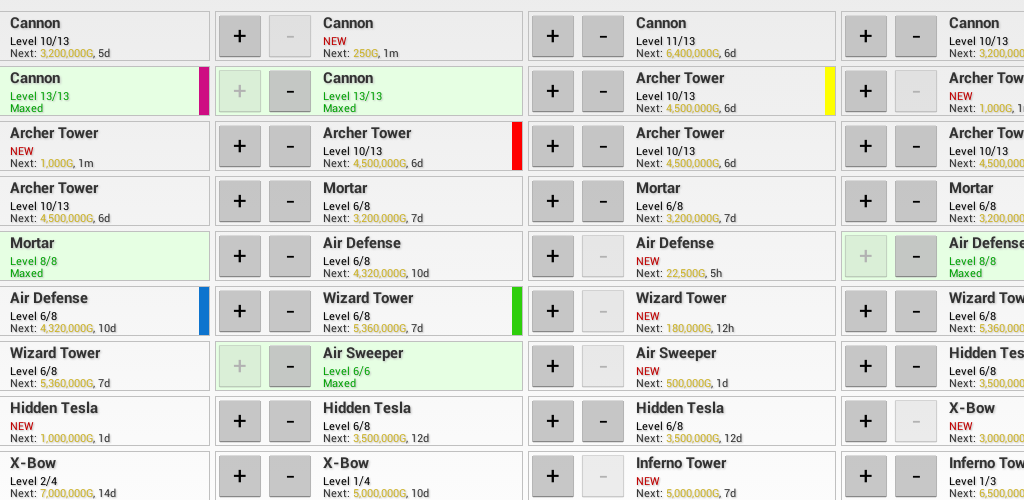 Cannon
Level 10/13
Next: 3,200,000G, 5d
+ -
Cannon
NEW
Next: 250G, 1m
+ -
Cannon
Level 11/13
Next: 6,400,000G, 6d
+ -
Cannon
Level 10/13
Next: 3,200,000
Cannon
Level 13/13
Maxed
+ -
Cannon
Level 13/13
Maxed
+ -
Archer Tower
Level 10/13
Next: 4,500,000G, 6d
+ -
Archer Tow
NEW
Next: 1,000G, 1
Archer Tower
NEW
Next: 1,000G, 1m
+ -
Archer Tower
Level 10/13
Next: 4,500,000G, 6d
+ -
Archer Tower
Level 10/13
Next: 4,500,000G, 6d
+ -
Archer Tow
Level 10/13
Next: 4,500,000
Archer Tower
Level 10/13
Next: 4,500,000G, 6d
+ -
Mortar
Level 6/8
Next: 3,200,000G, 7d
+ -
Mortar
Level 6/8
Next: 3,200,000G, 7d
+ -
Mortar
Level 6/8
Next: 3,200,000
Mortar
Level 8/8
Maxed
+ -
Air Defense
Level 6/8
Next: 4,320,000G, 10d
+ -
Air Defense
NEW
Next: 22,500G, 5h
+ -
Air Defense
Level 8/8
Maxed
Air Defense
Level 6/8
Next: 4,320,000G, 10d
+ -
Wizard Tower
Level 6/8
Next: 5,360,000G, 7d
+ -
Wizard Tower
NEW
Next: 180,000G, 12h
+ -
Wizard Tow
Level 6/8
Next: 5,360,000
Wizard Tower
Level 6/8
Next: 5,360,000G, 7d
+ -
Air Sweeper
Level 6/6
Maxed
+ -
Air Sweeper
NEW
Next: 500,000G, 1d
+ -
Hidden Tes
Level 6/8
Next: 3,500,000
Hidden Tesla
NEW
Next: 1,000,000G, 1d
+ -
Hidden Tesla
Level 6/8
Next: 3,500,000G, 12d
+ -
Hidden Tesla
Level 6/8
Next: 3,500,000G, 12d
+ -
X-Bow
NEW
Next: 3,000,000
X-Bow
Level 2/4
Next: 7,000,000G, 14d
+ -
X-Bow
Level 1/4
Next: 5,000,000G, 10d
+ -
Inferno Tower
NEW
Next: 5,000,000G, 7d
+ -
Inferno Tow
Level 1/3
Next: 6,500,000